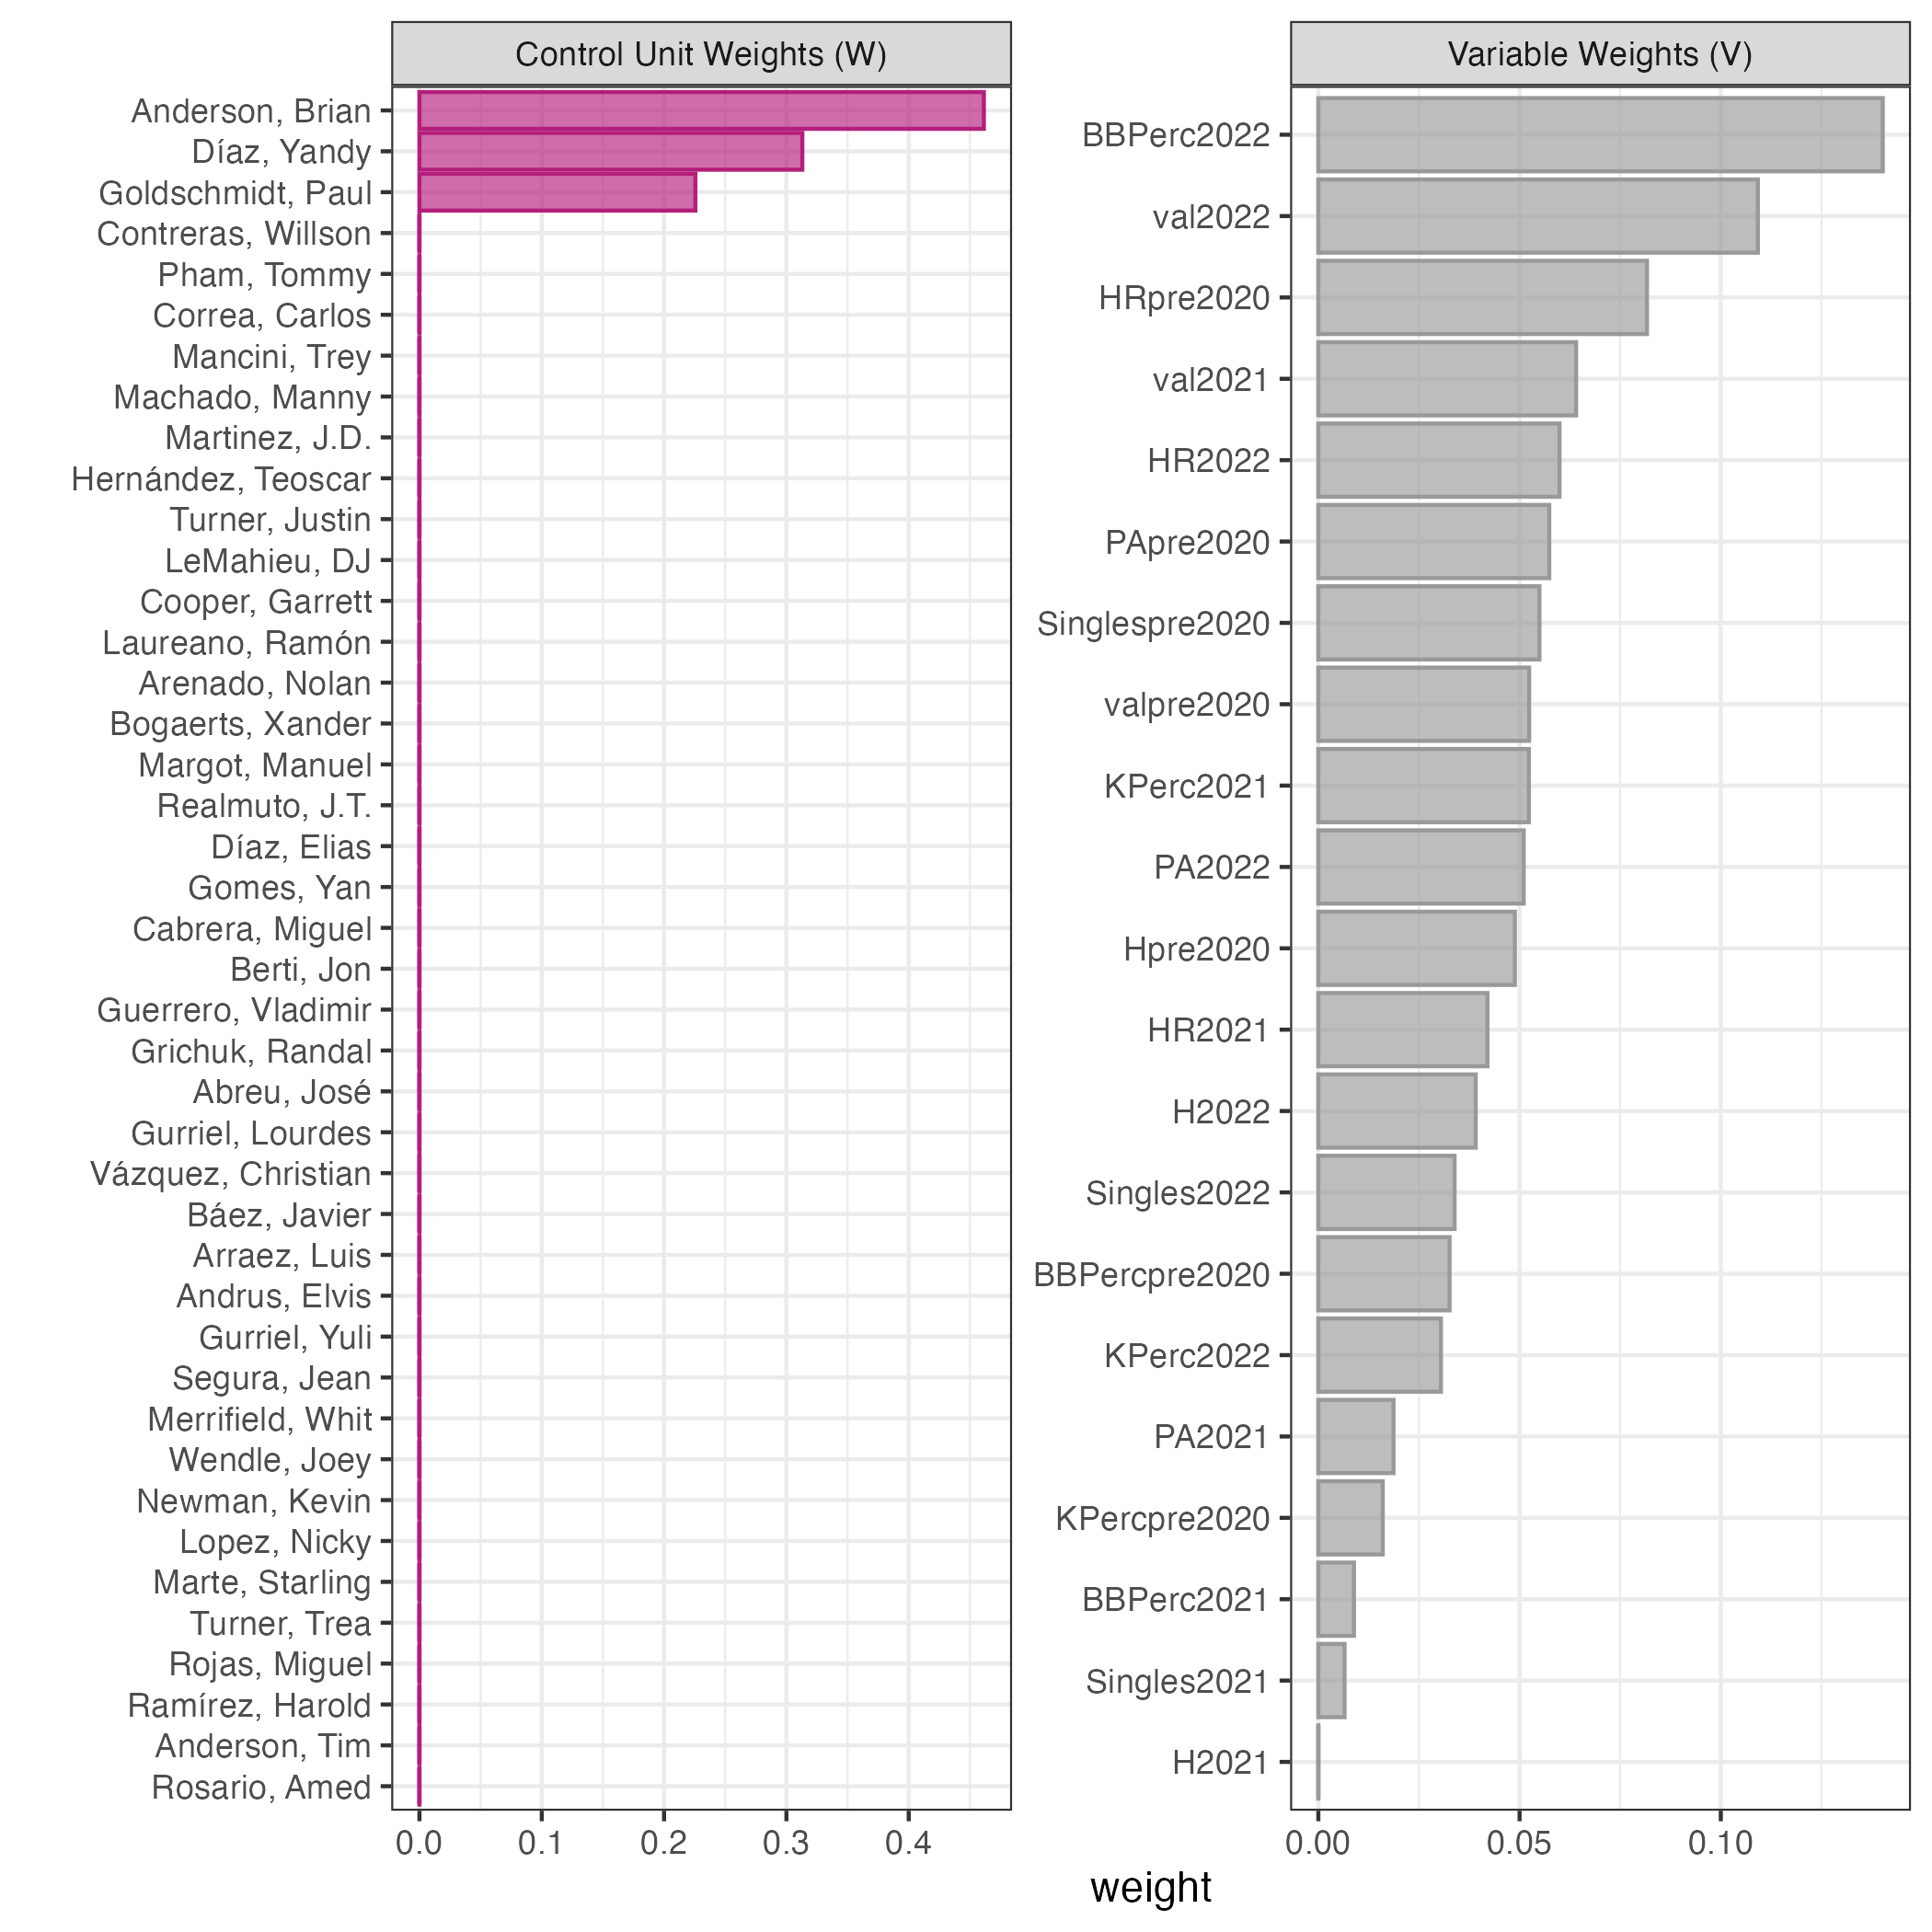 Control Unit Weights (W)
Anderson, Brian
Díaz, Yandy
Goldschmidt, Paul
Contreras, Willson
Pham, Tommy
Correa, Carlos
Mancini, Trey
Machado, Manny
Martinez, J.D.
Hernández, Teoscar
Turner, Justin
LeMahieu, DJ
Cooper, Garrett
Laureano, Ramón
Arenado, Nolan
Bogaerts, Xander
Margot, Manuel
Realmuto, J.T.
Díaz, Elias
Gomes, Yan
Cabrera, Miguel
Berti, Jon
Guerrero, Vladimir
Grichuk, Randal
Abreu, José
Gurriel, Lourdes
Vázquez, Christian
Báez, Javier
Arraez, Luis
Andrus, Elvis
Gurriel, Yuli
Segura, Jean
Merrifield, Whit
Wendle, Joey
Newman, Kevin
Lopez, Nicky
Marte, Starling
Turner, Trea
Rojas, Miguel
Ramírez, Harold
Anderson, Tim
Rosario, Amed
0.0 0.1 0.2 0.3 0.4
Variable Weights (V)
BBPerc2022
val2022
HRpre2020
val2021
HR2022
PApre2020
Singlespre2020
valpre2020
KPerc2021
PA2022
Hpre2020
HR2021
H2022
Singles2022
BBPercpre2020
KPerc2022
PA2021
KPercpre2020
BBPerc2021
Singles2021
H2021
0.00 0.05 0.10
weight